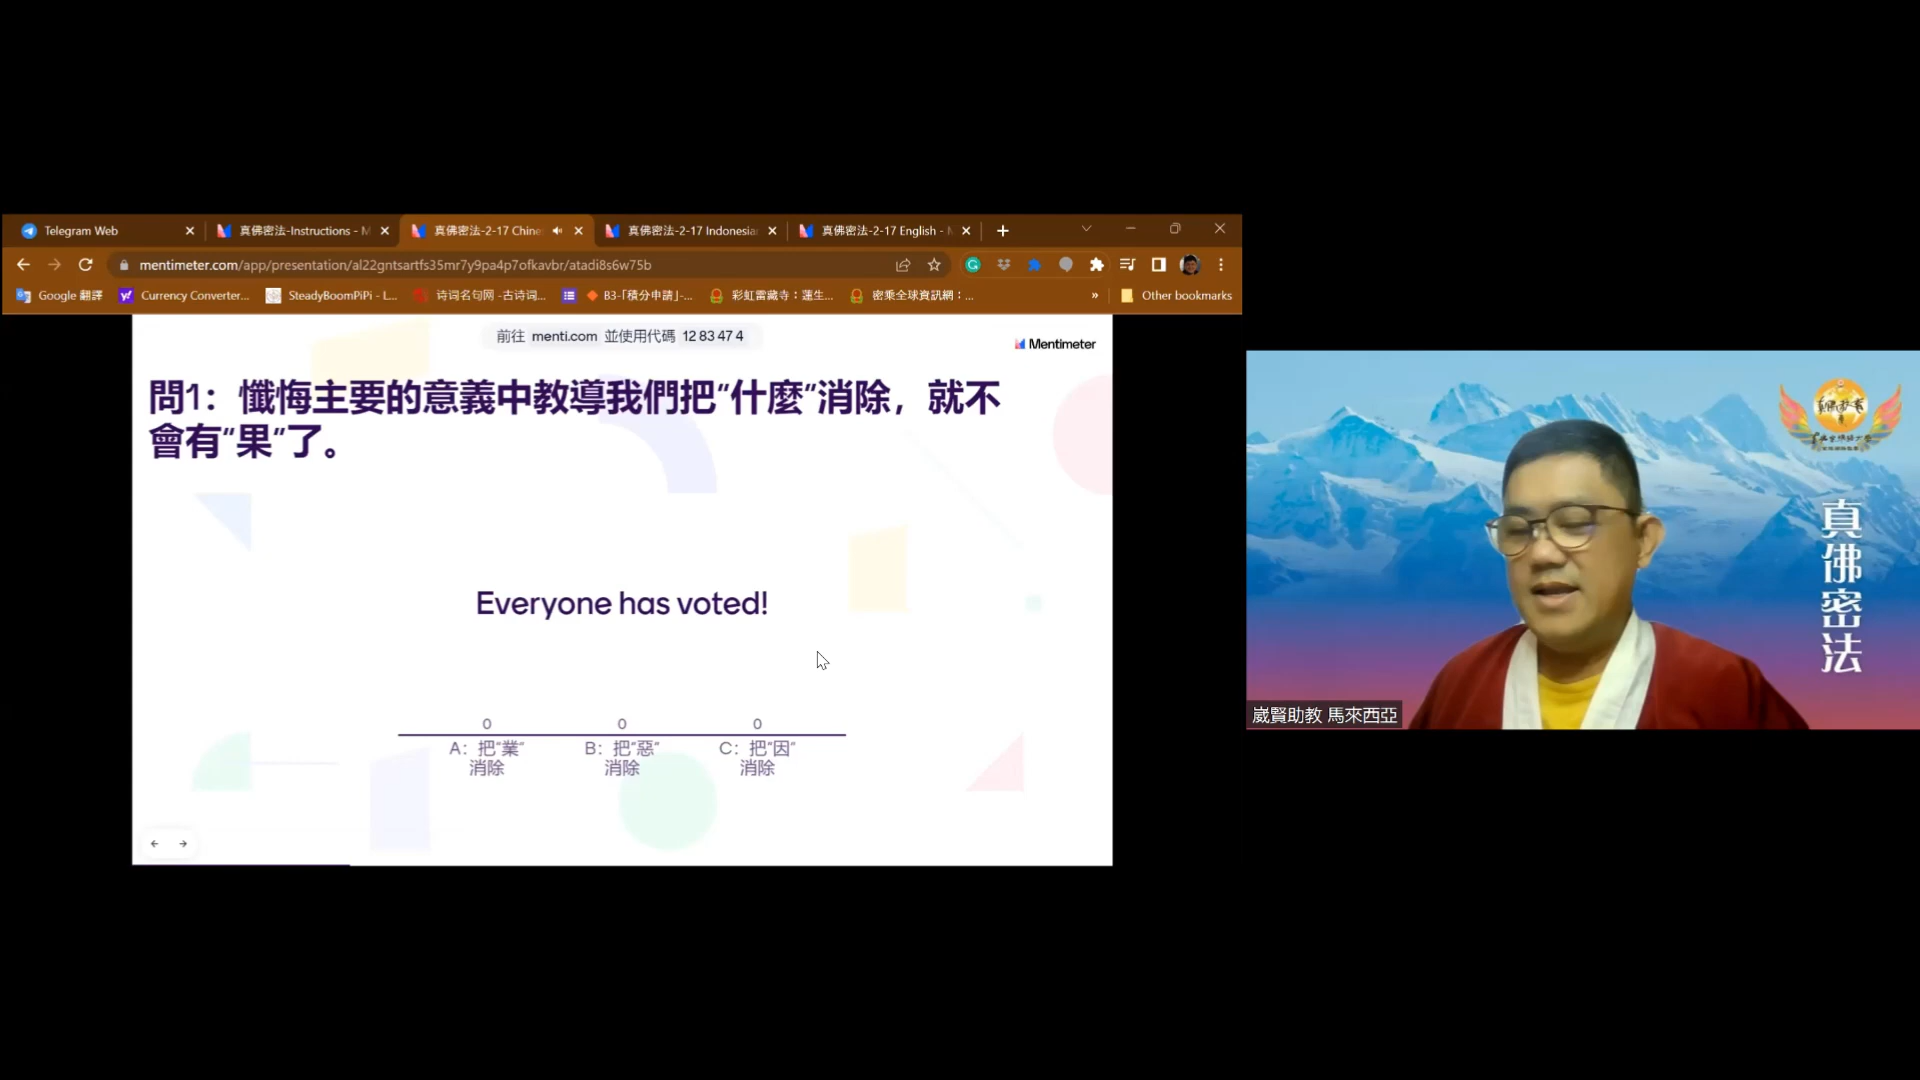 Telegram Web
真佛密法-Instructions - M
真佛密法-2-17 Chine
真佛密法-2-17 Indonesia
真佛密法-2-17 English - M
mentimeter.com/app/presentation/al22gntsartfs35mr7y9pa4p7ofkavbr/atadi8s6w75b
Google 翻譯
Currency Converter...
SteadyBoomPiPi - L...
诗词名句网 -古诗词...
B3-「積分申請」-...
彩虹雷藏寺：蓮生...
密乘全球資訊網：...
»
Other bookmarks
前往 menti.com 並使用代碼 12 83 47 4
Mentimeter
問1：懺悔主要的意義中教導我們把“什麼”消除，就不
會有“果”了。
Everyone has voted!
0 0 0
A：把“業”
消除
B：把“惡”
消除
C：把“因”
消除
真佛密法
崴賢助教 馬來西亞